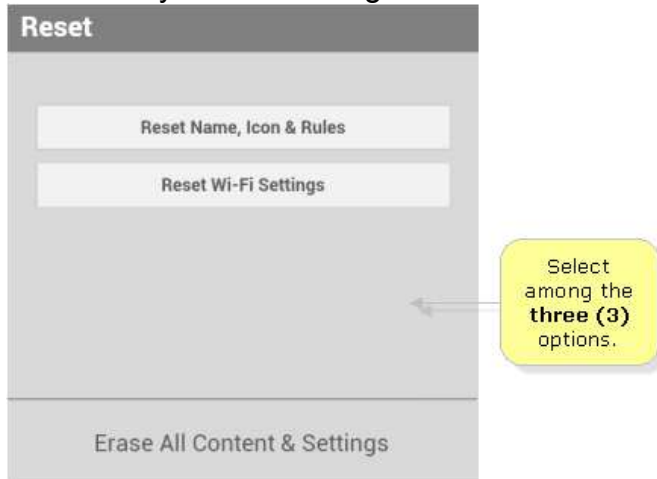 Reset
Reset Name, Icon & Rules
Reset Wi-Fi Settings
Select
among the
three (3)
options.
Erase All Content & Settings